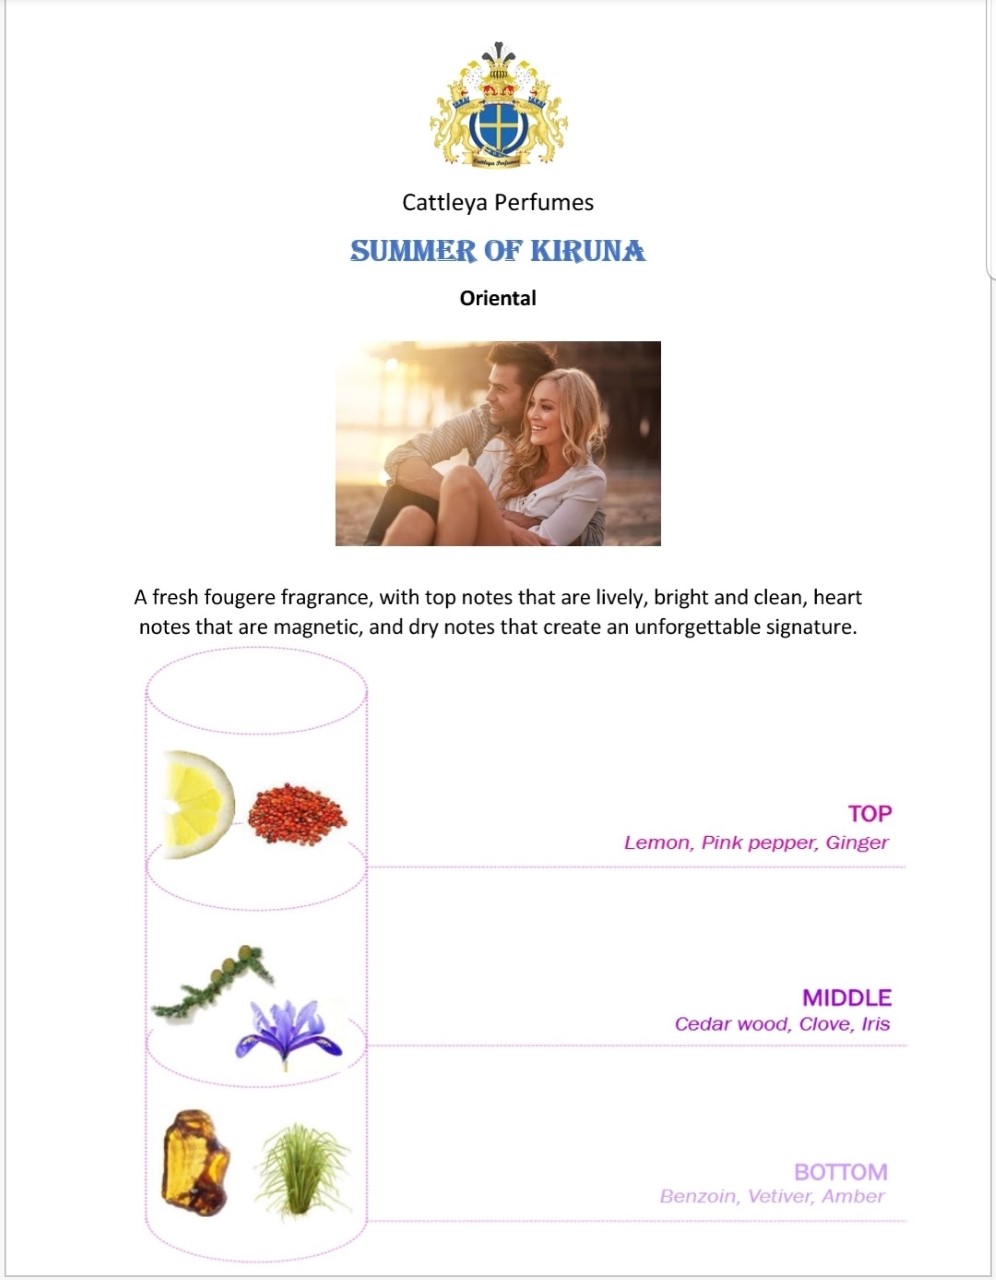 Cattleya Perfumes
Cattleya Perfumes
SUMMER OF KIRUNA
Oriental
A fresh fougere fragrance, with top notes that are lively, bright and clean, heart
notes that are magnetic, and dry notes that create an unforgettable signature.
TOP
Lemon, Pink pepper, Ginger
MIDDLE
Cedar wood, Clove, Iris
BOTTOM
Benzoin, Vetiver, Amber